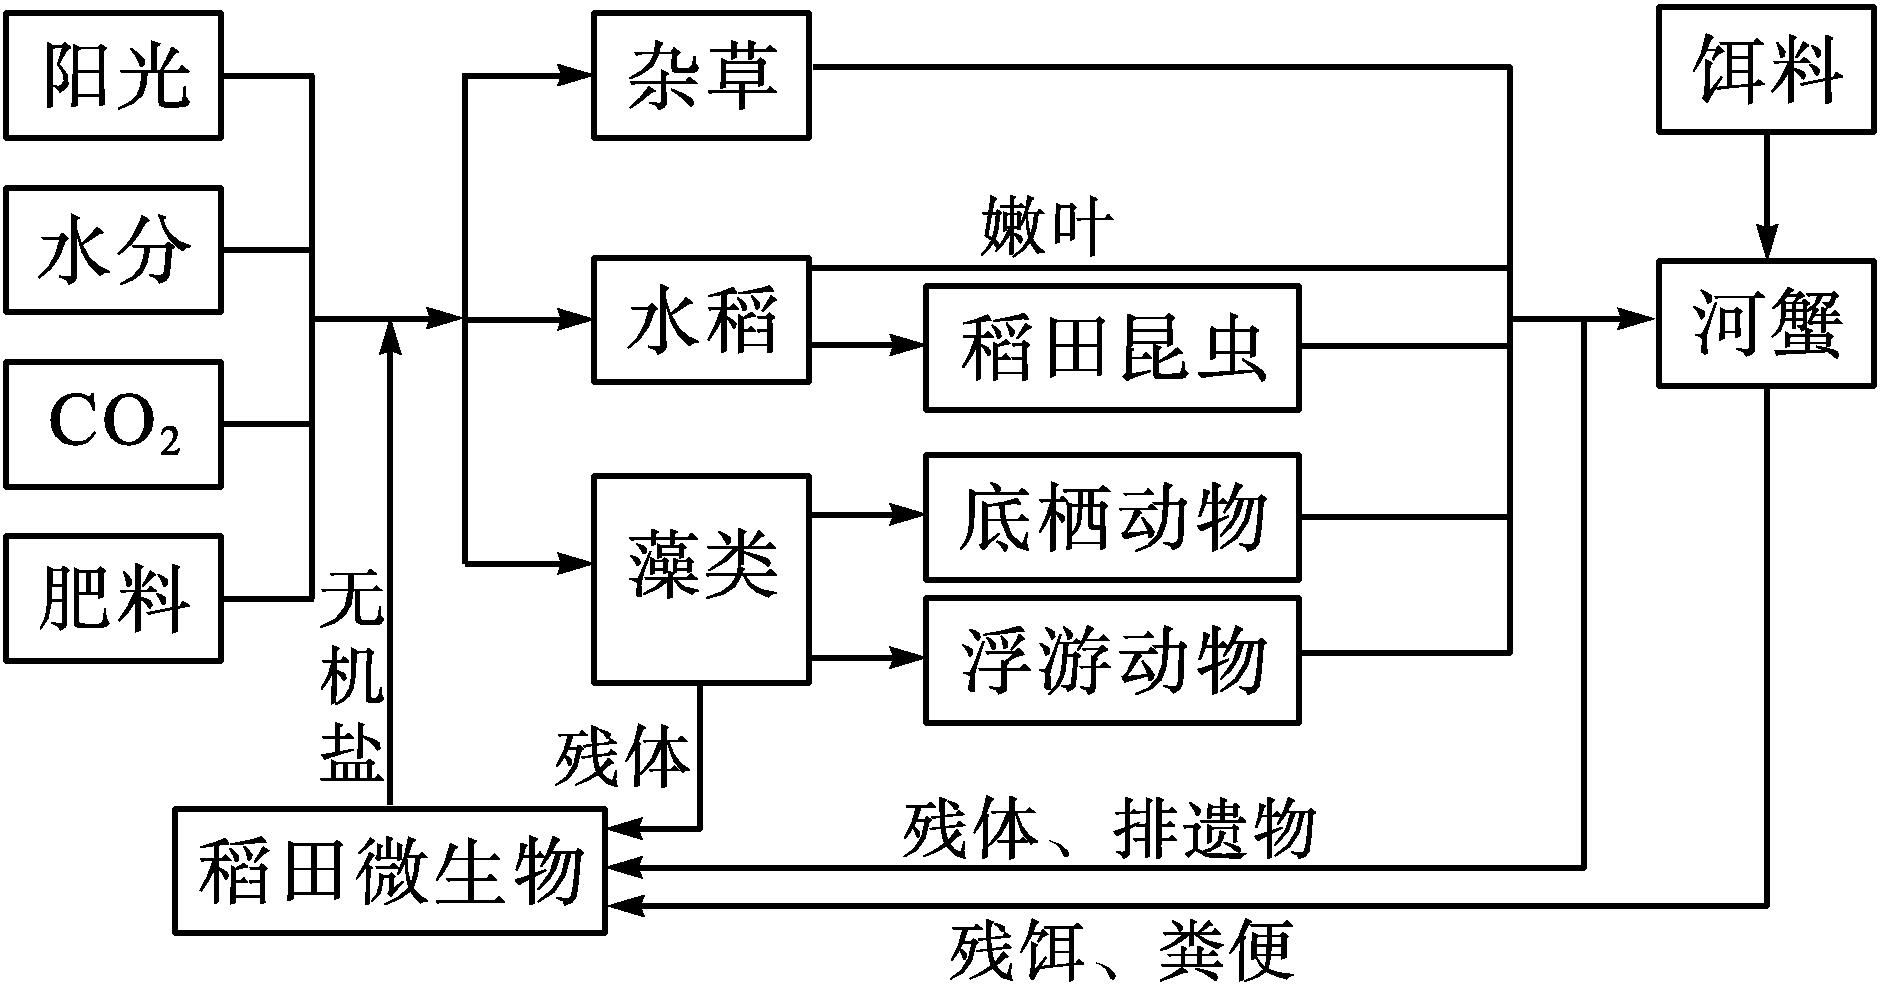 阳光
水分
CO₂
肥料
无机盐
杂草
水稻
藻类
嫩叶
稻田昆虫
底栖动物
浮游动物
饵料
河蟹
残体
稻田微生物
残体、排遗物
残饵、粪便